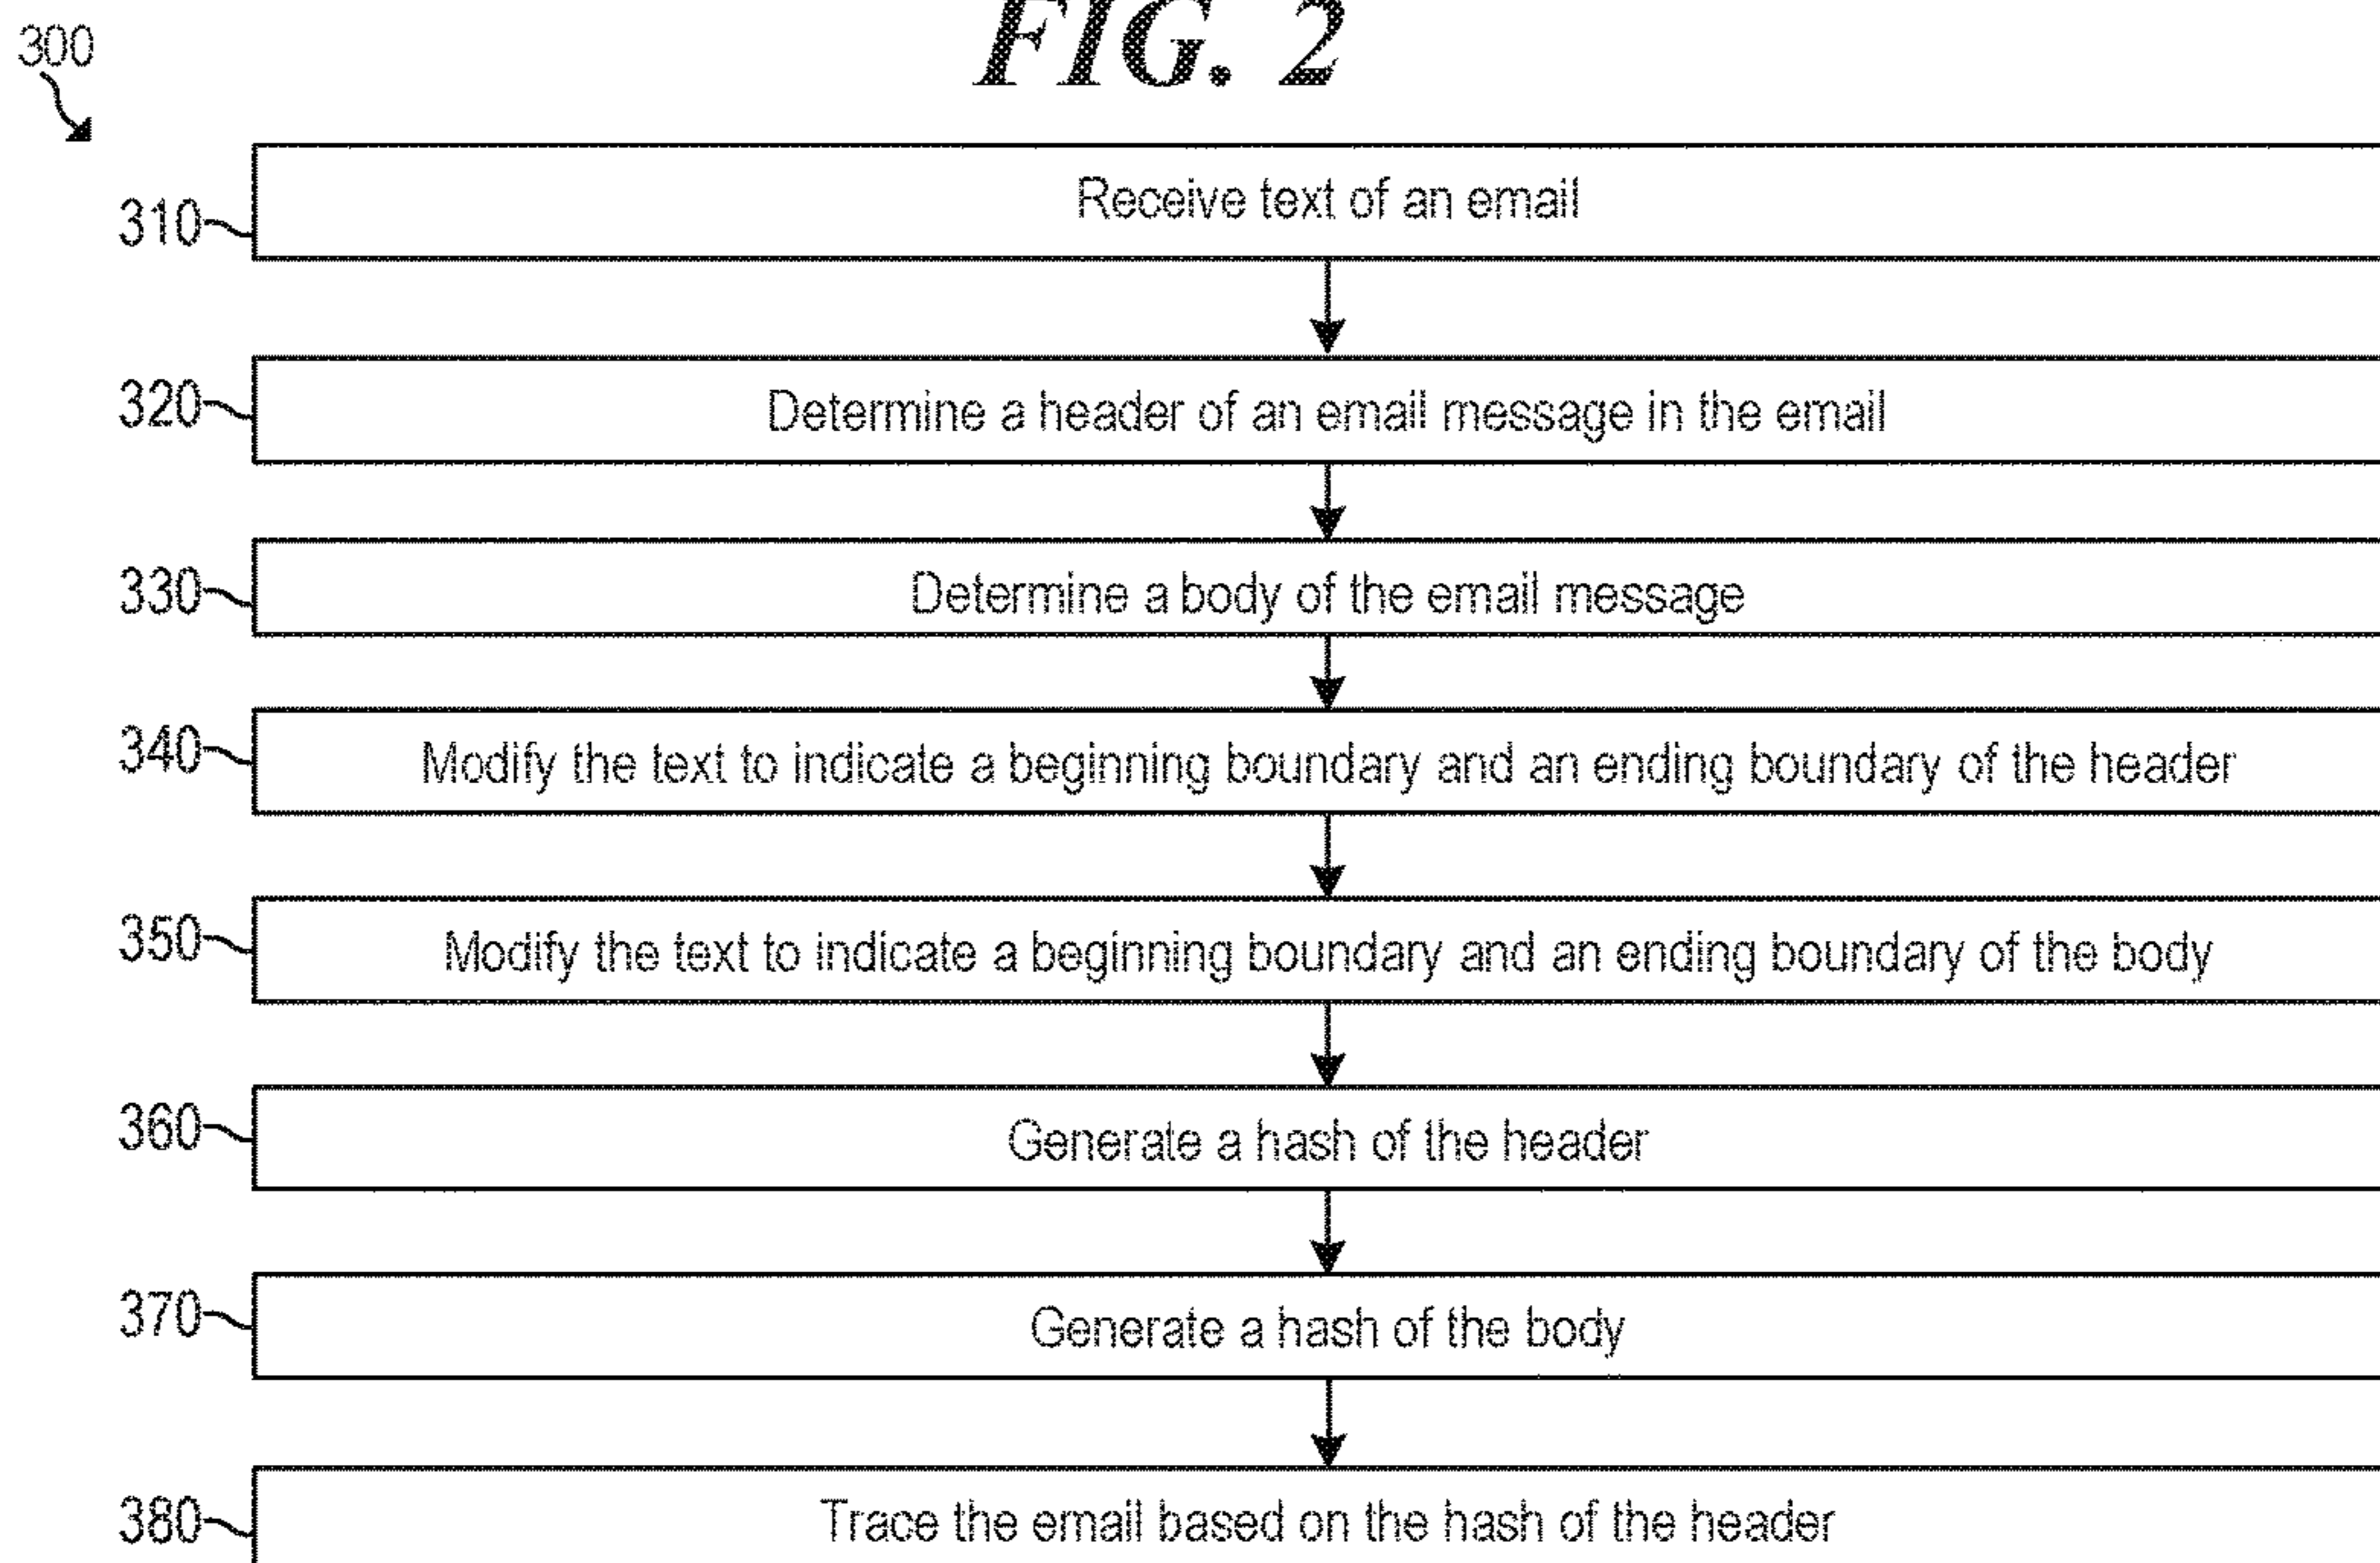 FIG. 2
300
310 Receive text of an email
320 Determine a header of an email message in the email
330 Determine a body of the email message
340 Modify the text to indicate a beginning boundary and an ending boundary of the header
350 Modify the text to indicate a beginning boundary and an ending boundary of the body
360 Generate a hash of the header
370 Generate a hash of the body
380 Trace the email based on the hash of the header